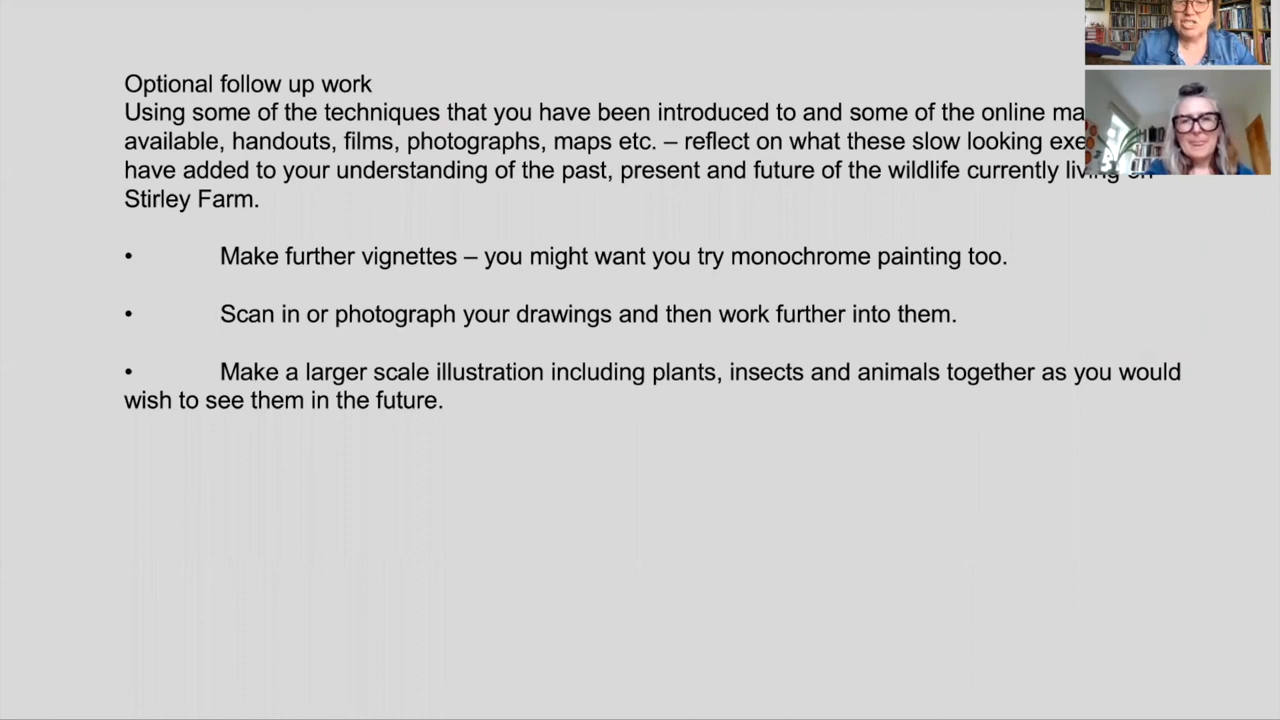 Optional follow up work
Using some of the techniques that you have been introduced to and some of the online
available, handouts, films, photographs, maps etc. – reflect on what these slow looking
have added to your understanding of the past, present and future of the wildlife currently living on
Stirley Farm.
• Make further vignettes – you might want you try monochrome painting too.
• Scan in or photograph your drawings and then work further into them.
• Make a larger scale illustration including plants, insects and animals together as you would
wish to see them in the future.